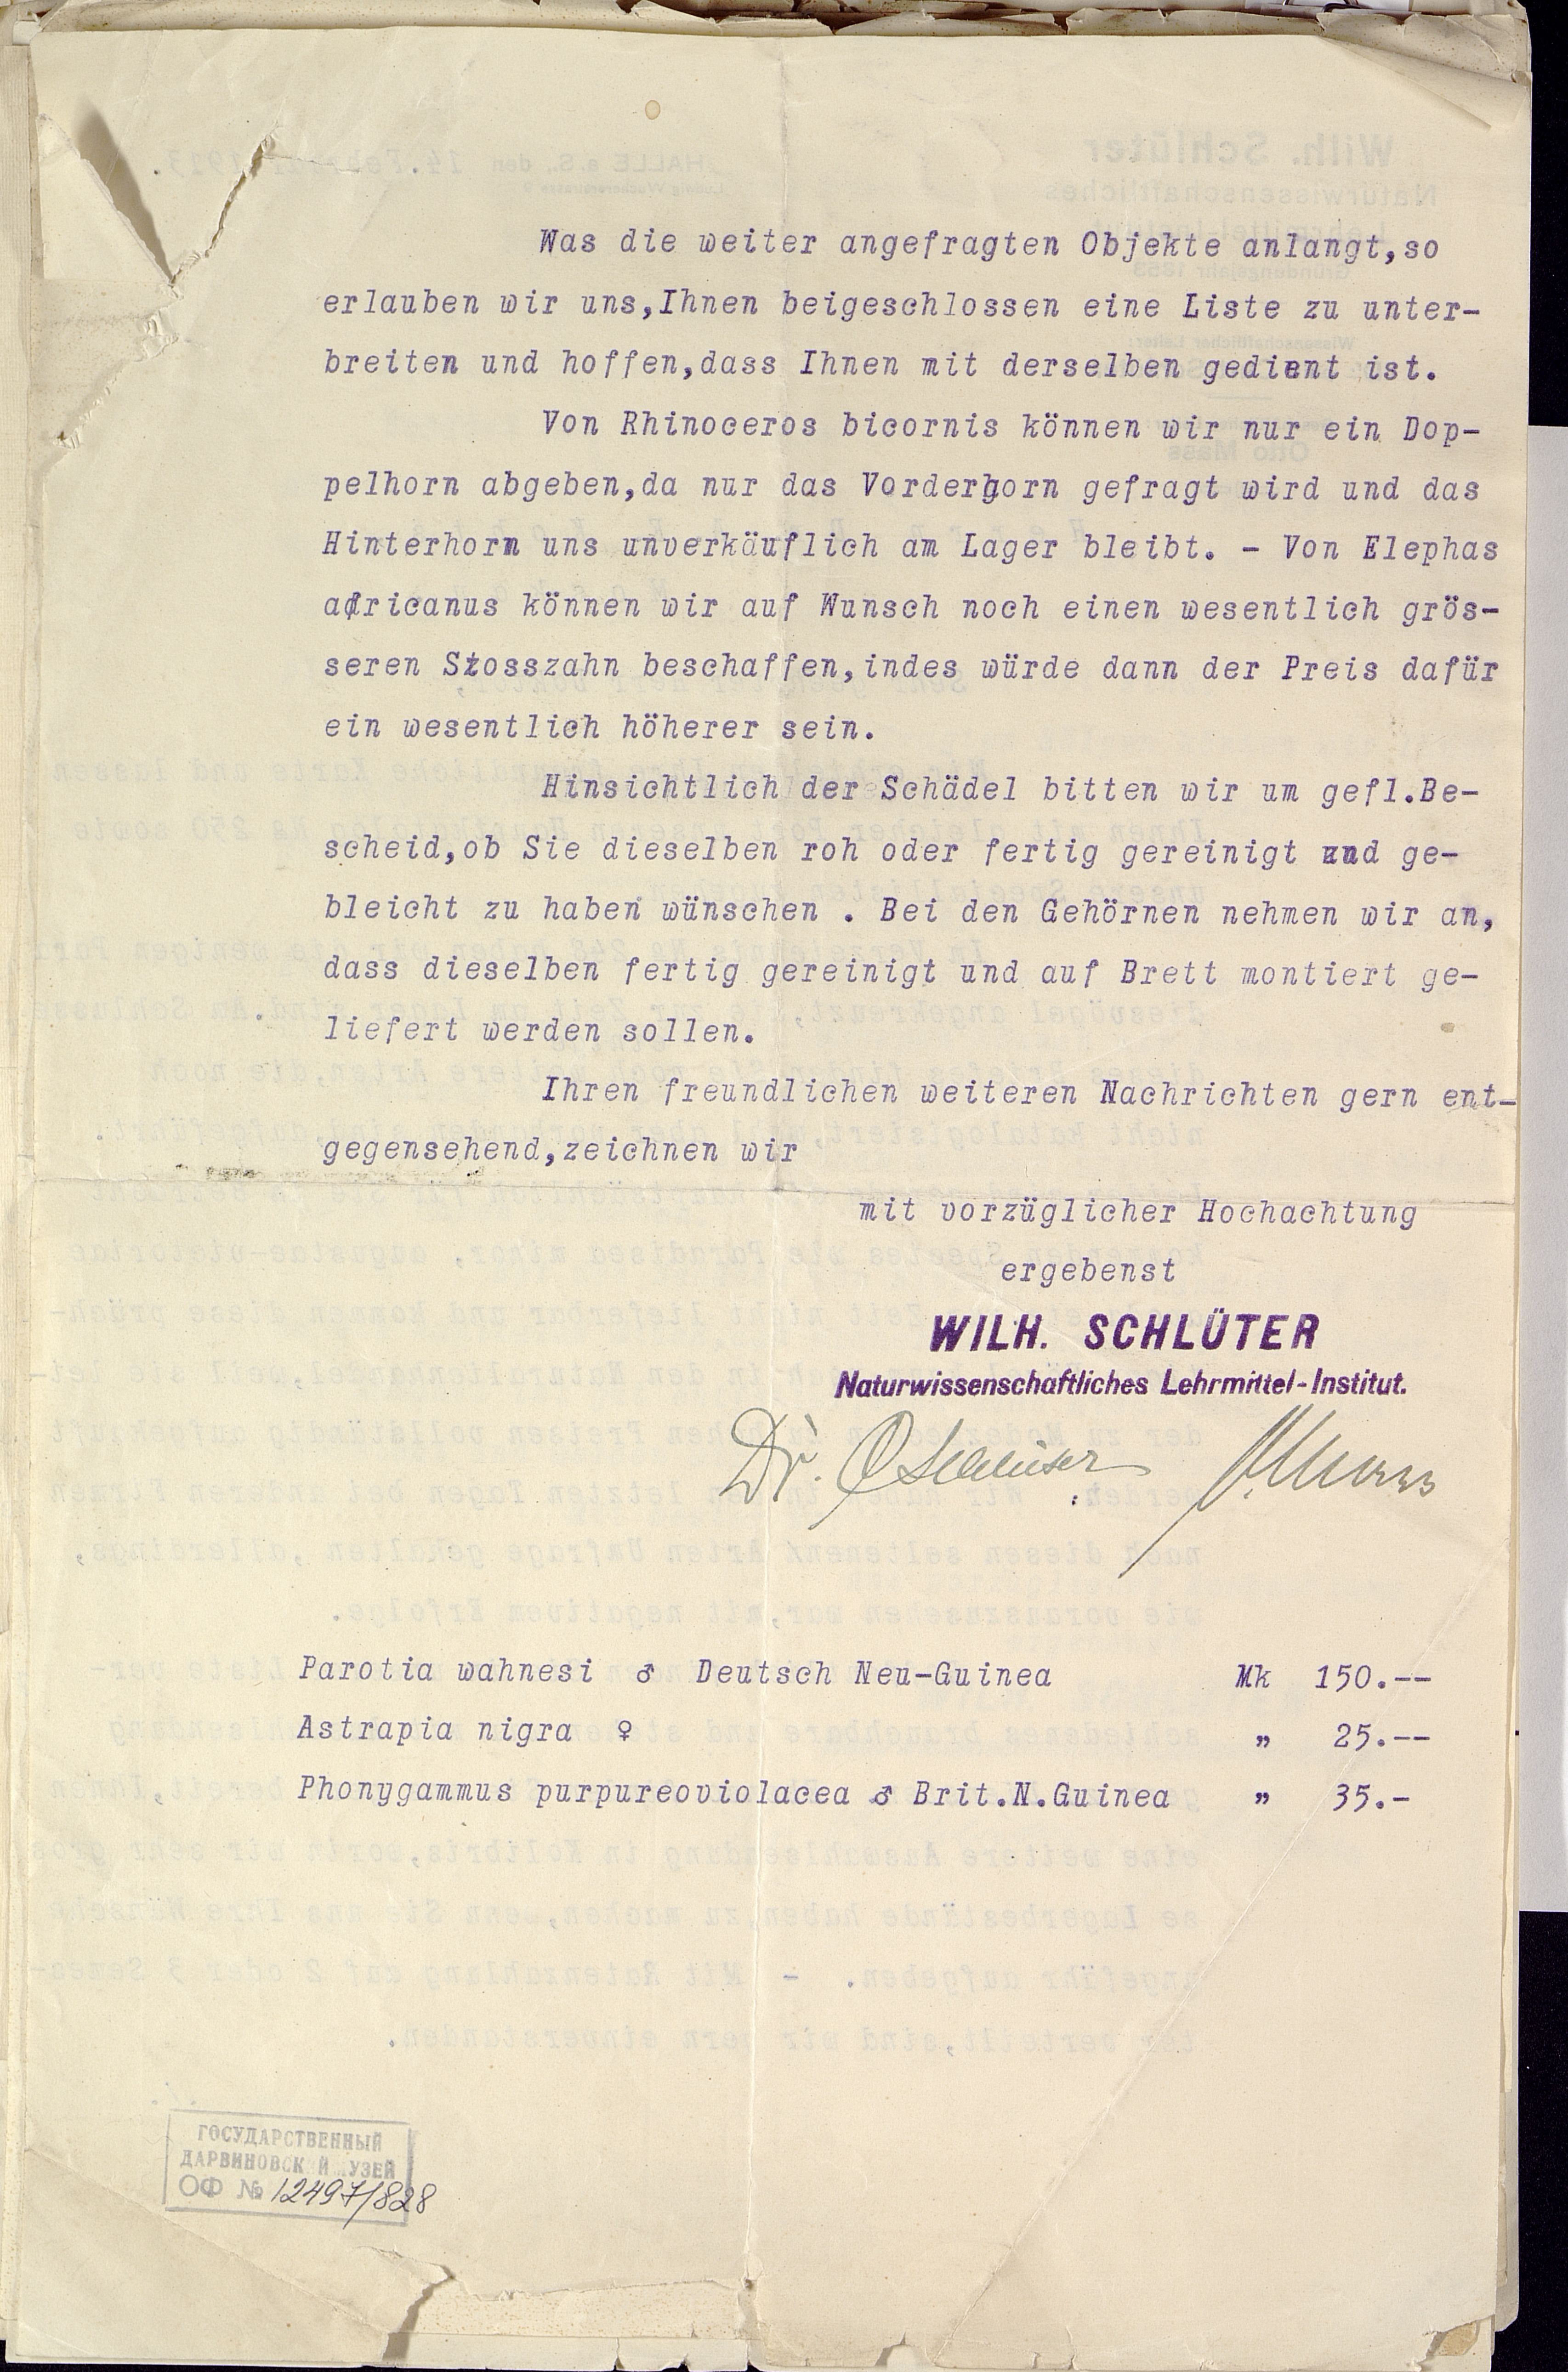 Was die weiter angefragten Objekte anlangt,so
erlauben wir uns,Ihnen beigeschlossen eine Liste zu unter-
breiten und hoffen,dass Ihnen mit derselben gedient ist.
Von Rhinoceros bicornis können wir nur ein Dop-
pelhorn abgeben,da nur das Vorderhorn gefragt wird und das
Hinterhorn uns unverkäuflich am Lager bleibt. - Von Elephas
africanus können wir auf Wunsch noch einen wesentlich grös-
seren Stosszahn beschaffen,indes würde dann der Preis dafür
ein wesentlich höherer sein.
Hinsichtlich der Schädel bitten wir um gefl.Be-
scheid,ob Sie dieselben roh oder fertig gereinigt und ge-
bleicht zu haben wünschen . Bei den Gehörnen nehmen wir an,
dass dieselben fertig gereinigt und auf Brett montiert ge-
liefert werden sollen.
Ihren freundlichen weiteren Nachrichten gern ent-
gegensehend,zeichnen wir
mit vorzüglicher Hochachtung
ergebenst
WILH. SCHLÜTER
Naturwissenschaftliches Lehrmittel-Institut.
Dr.
Parotia wahnesi ♂ Deutsch Neu-Guinea Mk 150.--
Astrapia nigra ♀ " 25.--
Phonygammus purpureoviolacea ♂ Brit.N.Guinea " 35.-
ГОСУДАРСТВЕННЫЙ
ДАРВИНОВСКИЙ МУЗЕЙ
ОФ № 12497/828